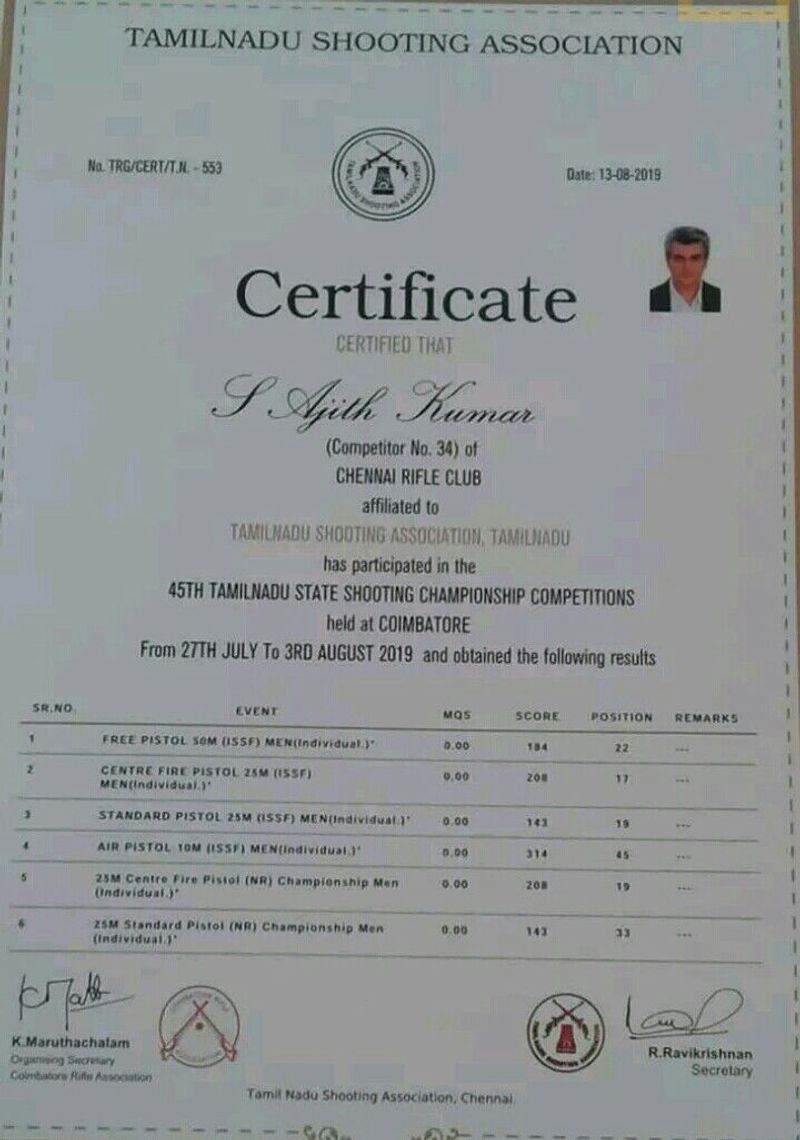 TAMILNADU SHOOTING ASSOCIATION
No. TRG/CERT/T.N. - 553
Date: 13-08-2019
TAMILNADU SHOOTING ASSOCIATION
Certificate
CERTIFIED THAT
S Ajith Kumar
(Competitor No. 34) of
CHENNAI RIFLE CLUB
affiliated to
TAMILNADU SHOOTING ASSOCIATION, TAMILNADU
has participated in the
45TH TAMILNADU STATE SHOOTING CHAMPIONSHIP COMPETITIONS
held at COIMBATORE
From 27TH JULY To 3RD AUGUST 2019 and obtained the following results
SR.NO. EVENT MQS SCORE POSITION REMARKS
1 FREE PISTOL 50M (ISSF) MEN(Individual.)* 0.00 184 22 ---
2 CENTRE FIRE PISTOL 25M (ISSF) 0.00 208 17 ---
MEN(Individual.)*
3 STANDARD PISTOL 25M (ISSF) MEN(Individual.)* 0.00 143 19 ---
4 AIR PISTOL 10M (ISSF) MEN(Individual.)* 0.00 314 45 ---
5 25M Centre Fire Pistol (NR) Championship Men 0.00 208 19 ---
(Individual.)*
6 25M Standard Pistol (NR) Championship Men 0.00 143 33 ---
(Individual.)*
K.Maruthachalam
Organising Secretary
Coimbatore Rifle Association
R.Ravikrishnan
Secretary
Tamil Nadu Shooting Association, Chennai